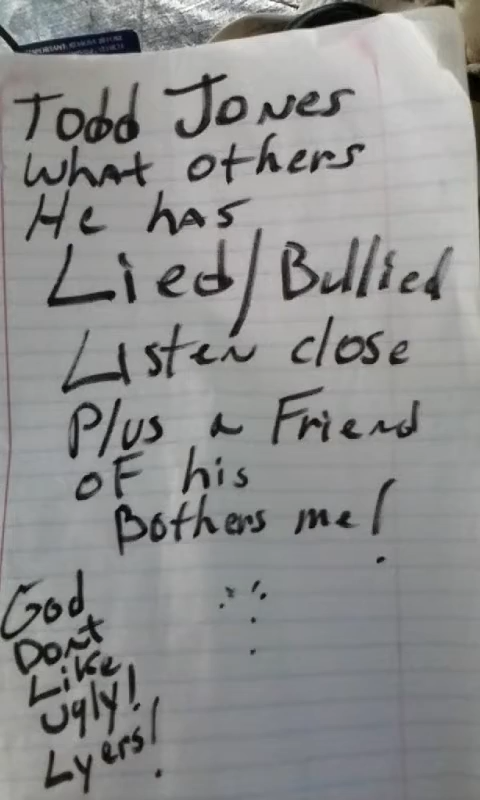 Todd Jones
What others
He has
Lied/Bullied
Listen close
Plus a Friend
of his
Bothers me!
God
Dont
Like
Ugly!
Lyers!